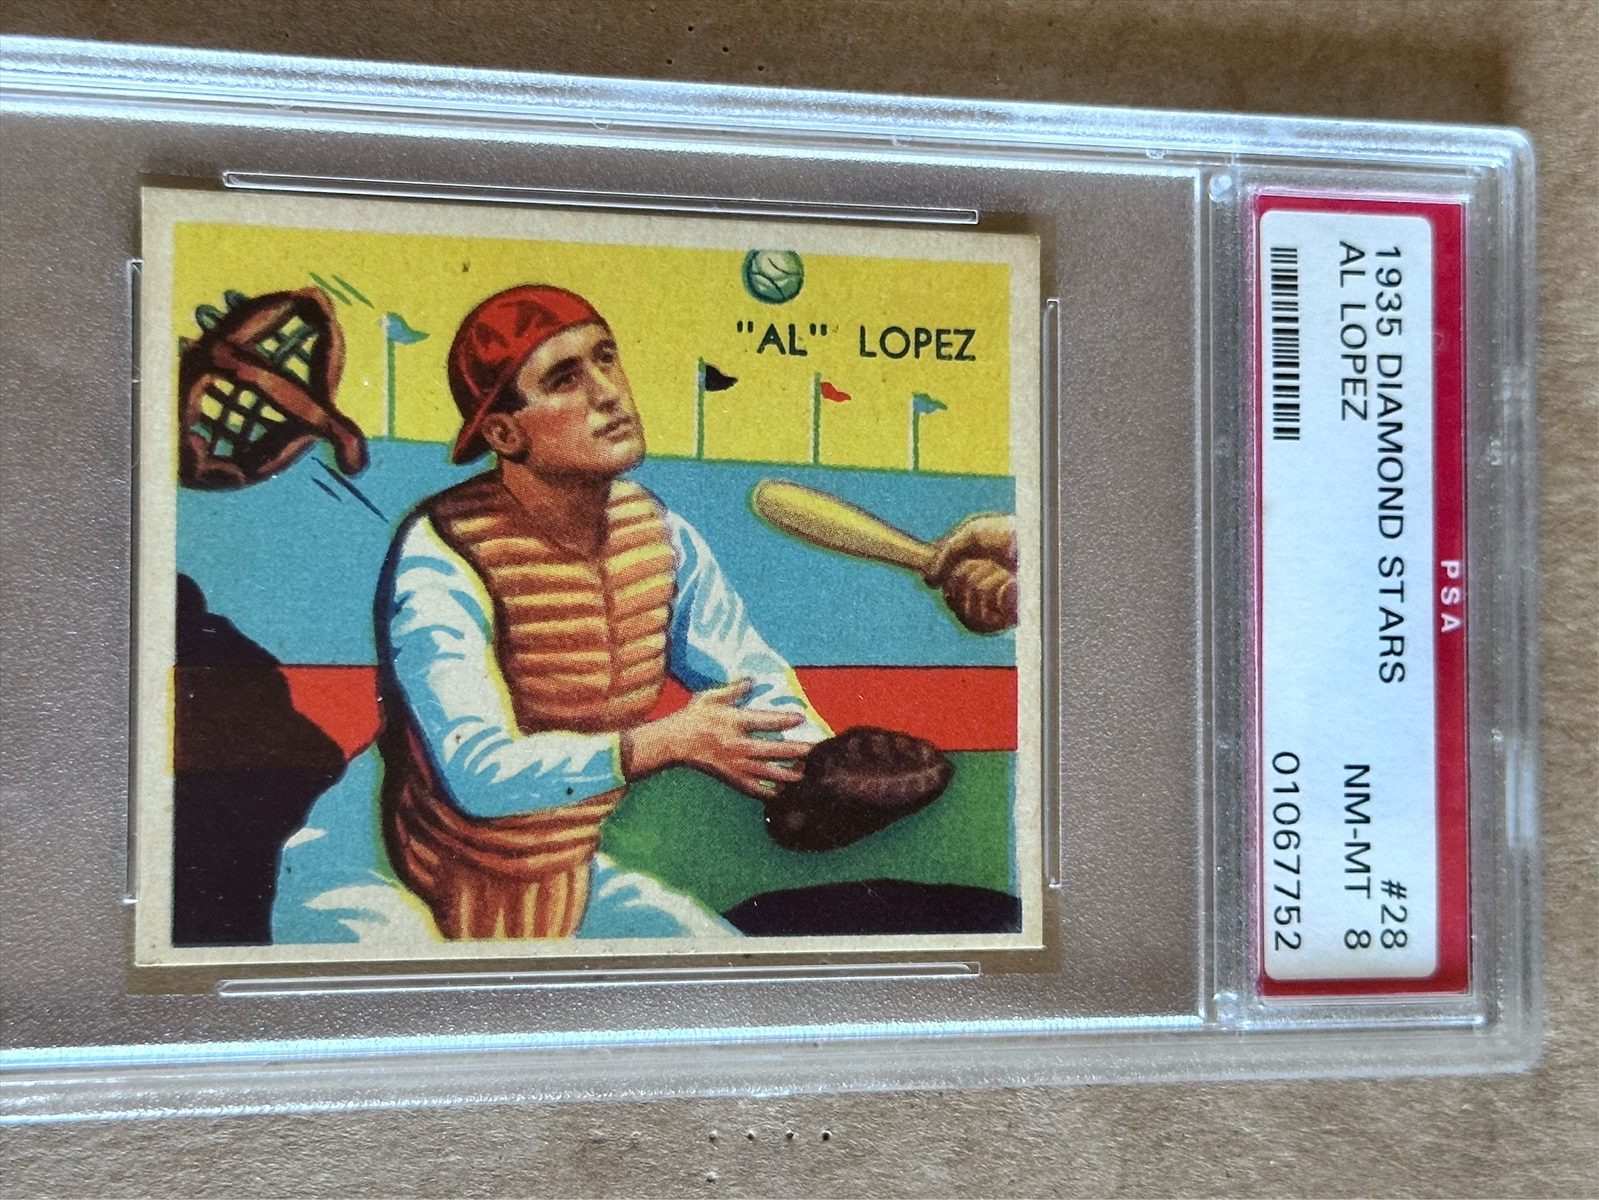 "AL" LOPEZ
PSA
1935 DIAMOND STARS #28
AL LOPEZ NM-MT 8
01067752